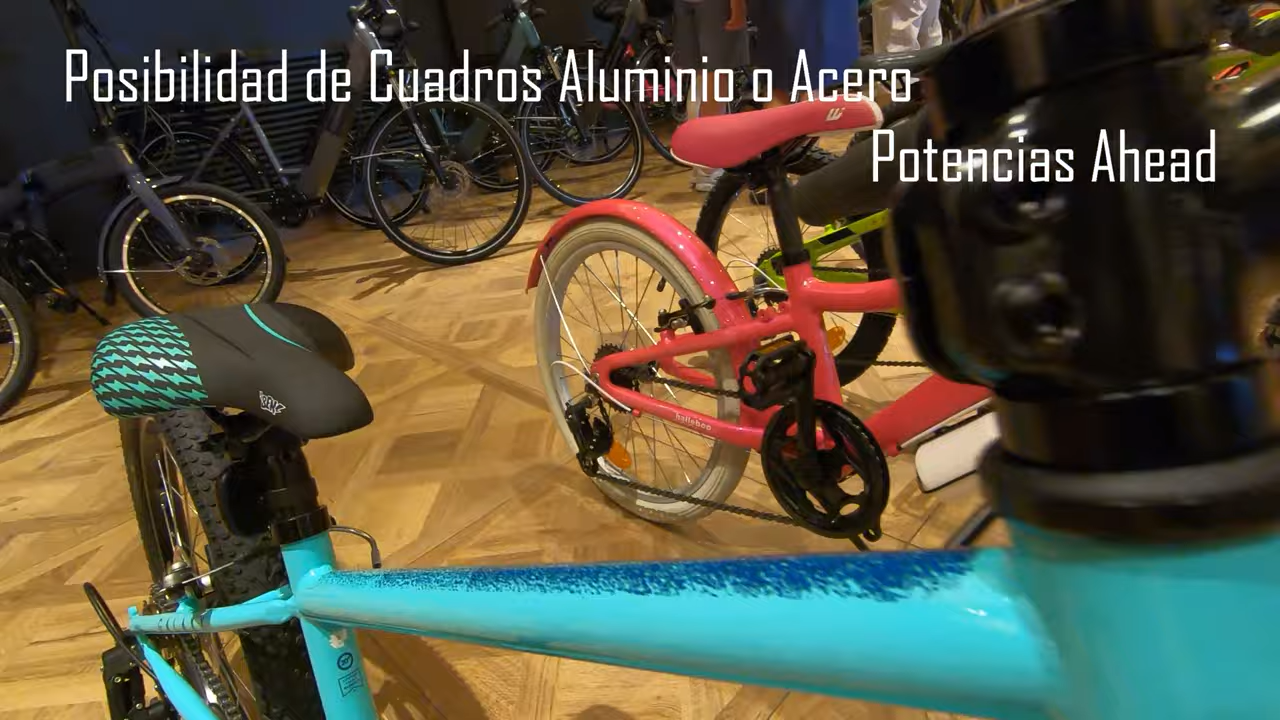 Posibilidad de Cuadros Aluminio o Acero
Potencias Ahead